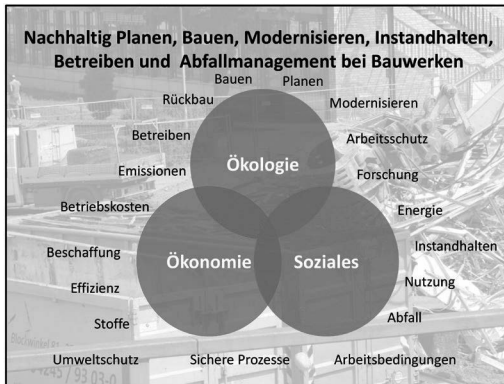 Nachhaltig Planen, Bauen, Modernisieren, Instandhalten,
Betreiben und Abfallmanagement bei Bauwerken
Bauen
Planen
Rückbau
Modernisieren
Betreiben
Arbeitsschutz
Emissionen
Ökologie
Forschung
Betriebskosten
Energie
Beschaffung
Ökonomie
Soziales
Instandhalten
Effizienz
Nutzung
Stoffe
Abfall
Umweltschutz
Sichere Prozesse
Arbeitsbedingungen